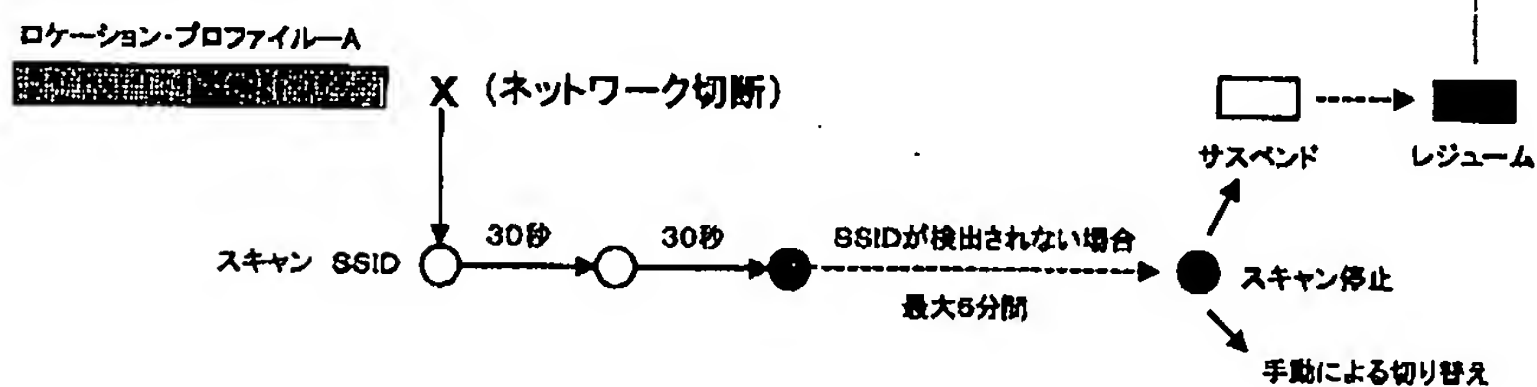 ロケーション・プロファイルーA
X (ネットワーク切断)
サスペンド
レジューム
スキャン SSID
30秒
30秒
SSIDが検出されない場合
最大5分間
スキャン停止
手動による切り替え